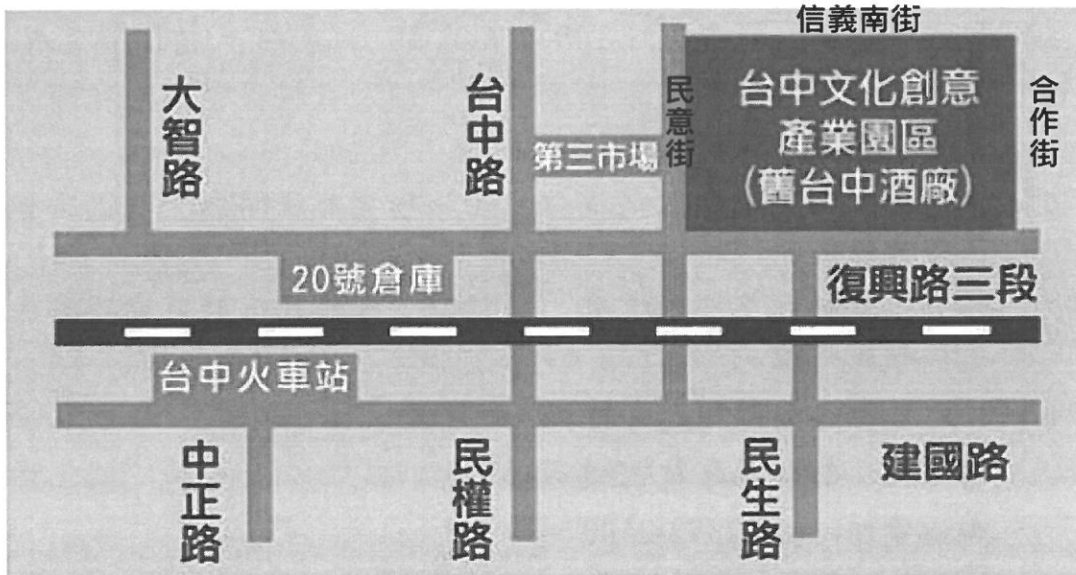 信義南街
大智路
台中路
民意街
台中文化創意
產業園區
(舊台中酒廠)
合作街
第三市場
20號倉庫
復興路三段
台中火車站
中正路
民權路
民生路
建國路